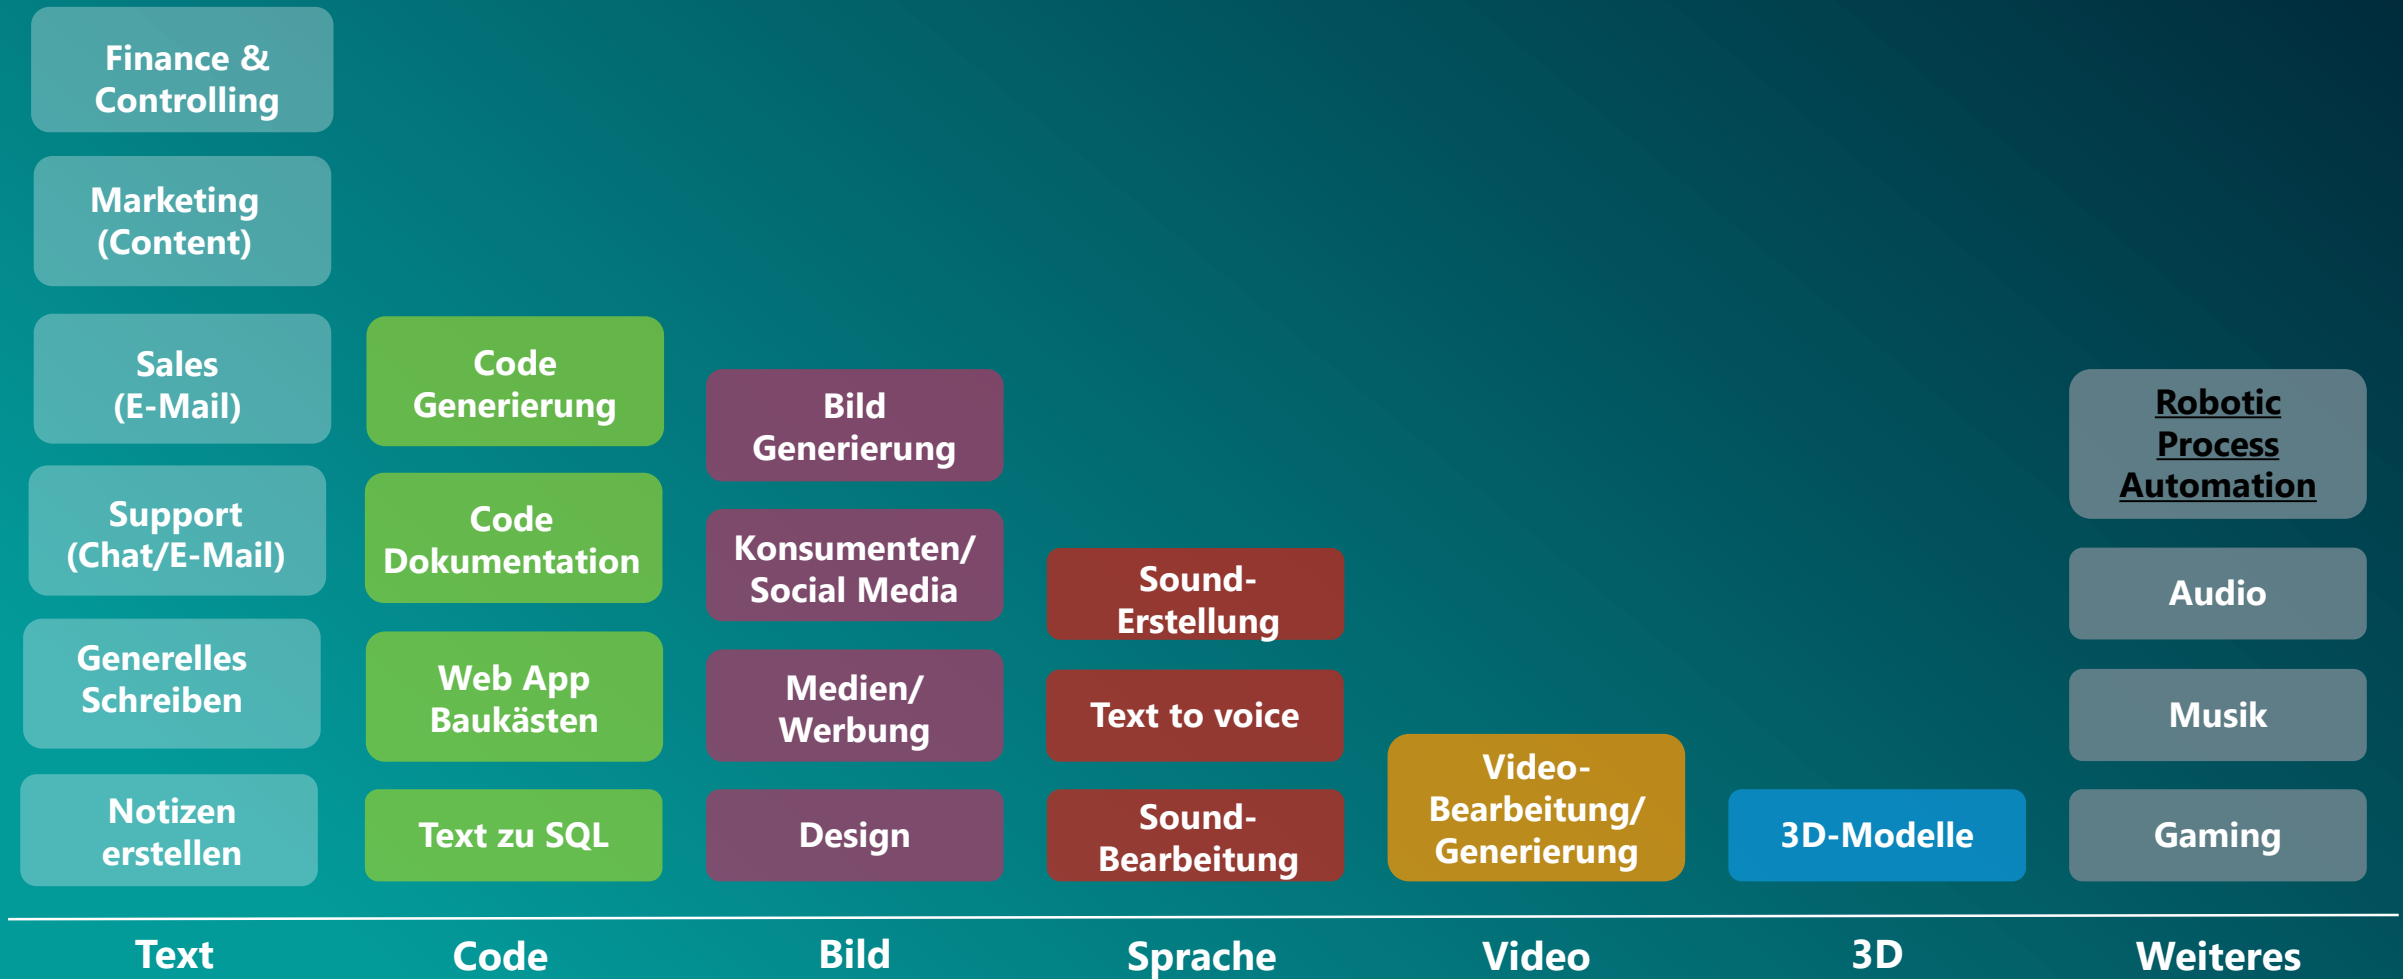 Finance &
Controlling
Marketing
(Content)
Sales
(E-Mail)
Support
(Chat/E-Mail)
Generelles
Schreiben
Notizen
erstellen
Text
Code
Generierung
Code
Dokumentation
Web App
Baukästen
Text zu SQL
Code
Bild
Generierung
Konsumenten/
Social Media
Medien/
Werbung
Design
Bild
Sound-
Erstellung
Text to voice
Sound-
Bearbeitung
Sprache
Video-
Bearbeitung/
Generierung
Video
3D-Modelle
3D
Robotic
Process
Automation
Audio
Musik
Gaming
Weiteres